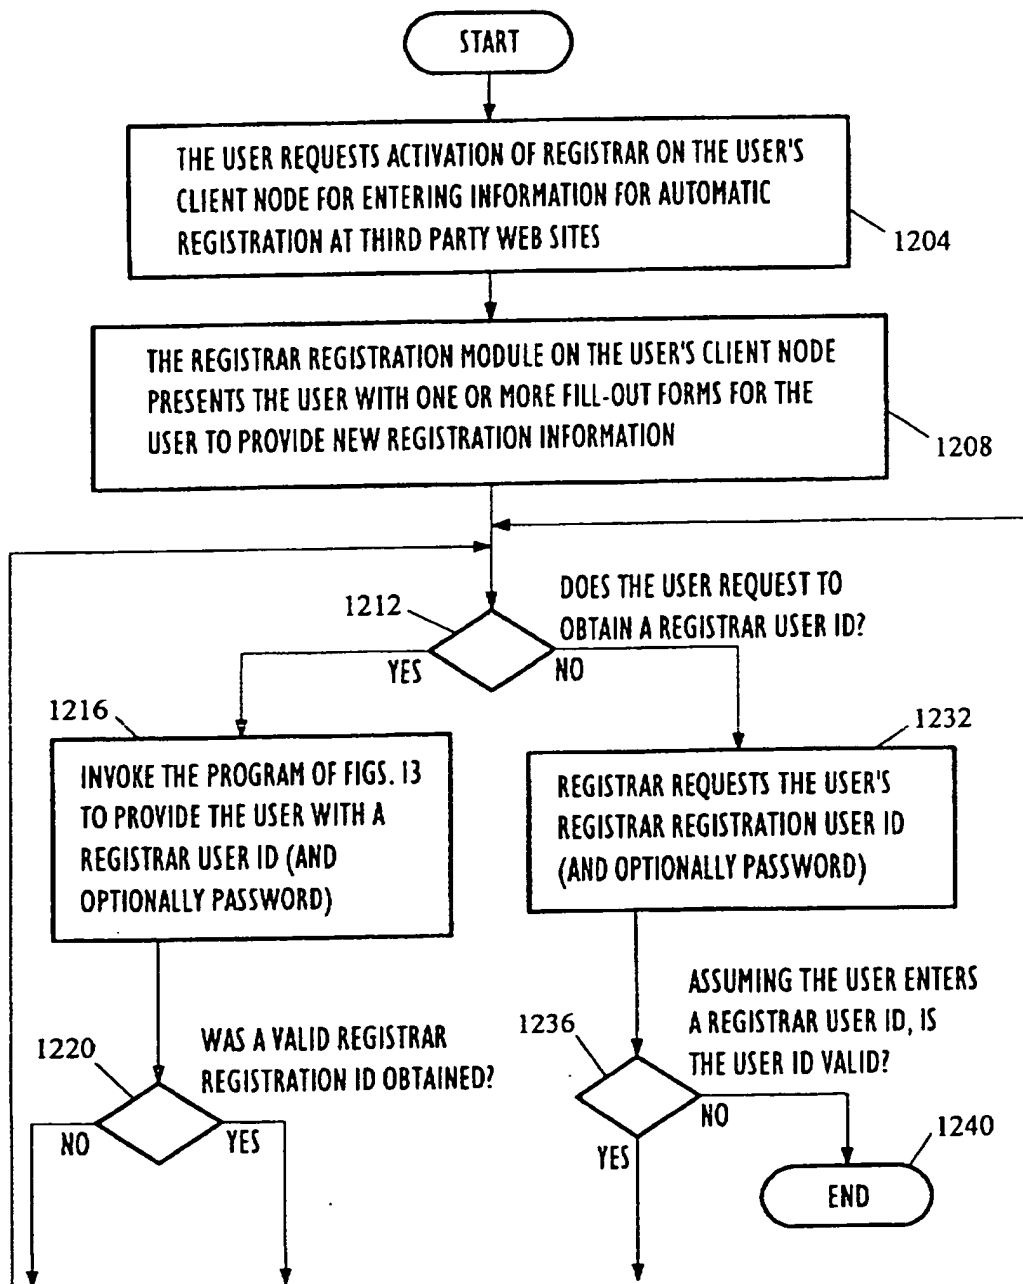 START
THE USER REQUESTS ACTIVATION OF REGISTRAR ON THE USER'S
CLIENT NODE FOR ENTERING INFORMATION FOR AUTOMATIC
REGISTRATION AT THIRD PARTY WEB SITES
1204
THE REGISTRAR REGISTRATION MODULE ON THE USER'S CLIENT NODE
PRESENTS THE USER WITH ONE OR MORE FILL-OUT FORMS FOR THE
USER TO PROVIDE NEW REGISTRATION INFORMATION
1208
1212
DOES THE USER REQUEST TO
OBTAIN A REGISTRAR USER ID?
YES
NO
1216
INVOKE THE PROGRAM OF FIGS. 13
TO PROVIDE THE USER WITH A
REGISTRAR USER ID (AND
OPTIONALLY PASSWORD)
1232
REGISTRAR REQUESTS THE USER'S
REGISTRAR REGISTRATION USER ID
(AND OPTIONALLY PASSWORD)
1220
WAS A VALID REGISTRAR
REGISTRATION ID OBTAINED?
NO
YES
1236
ASSUMING THE USER ENTERS
A REGISTRAR USER ID, IS
THE USER ID VALID?
NO
YES
1240
END